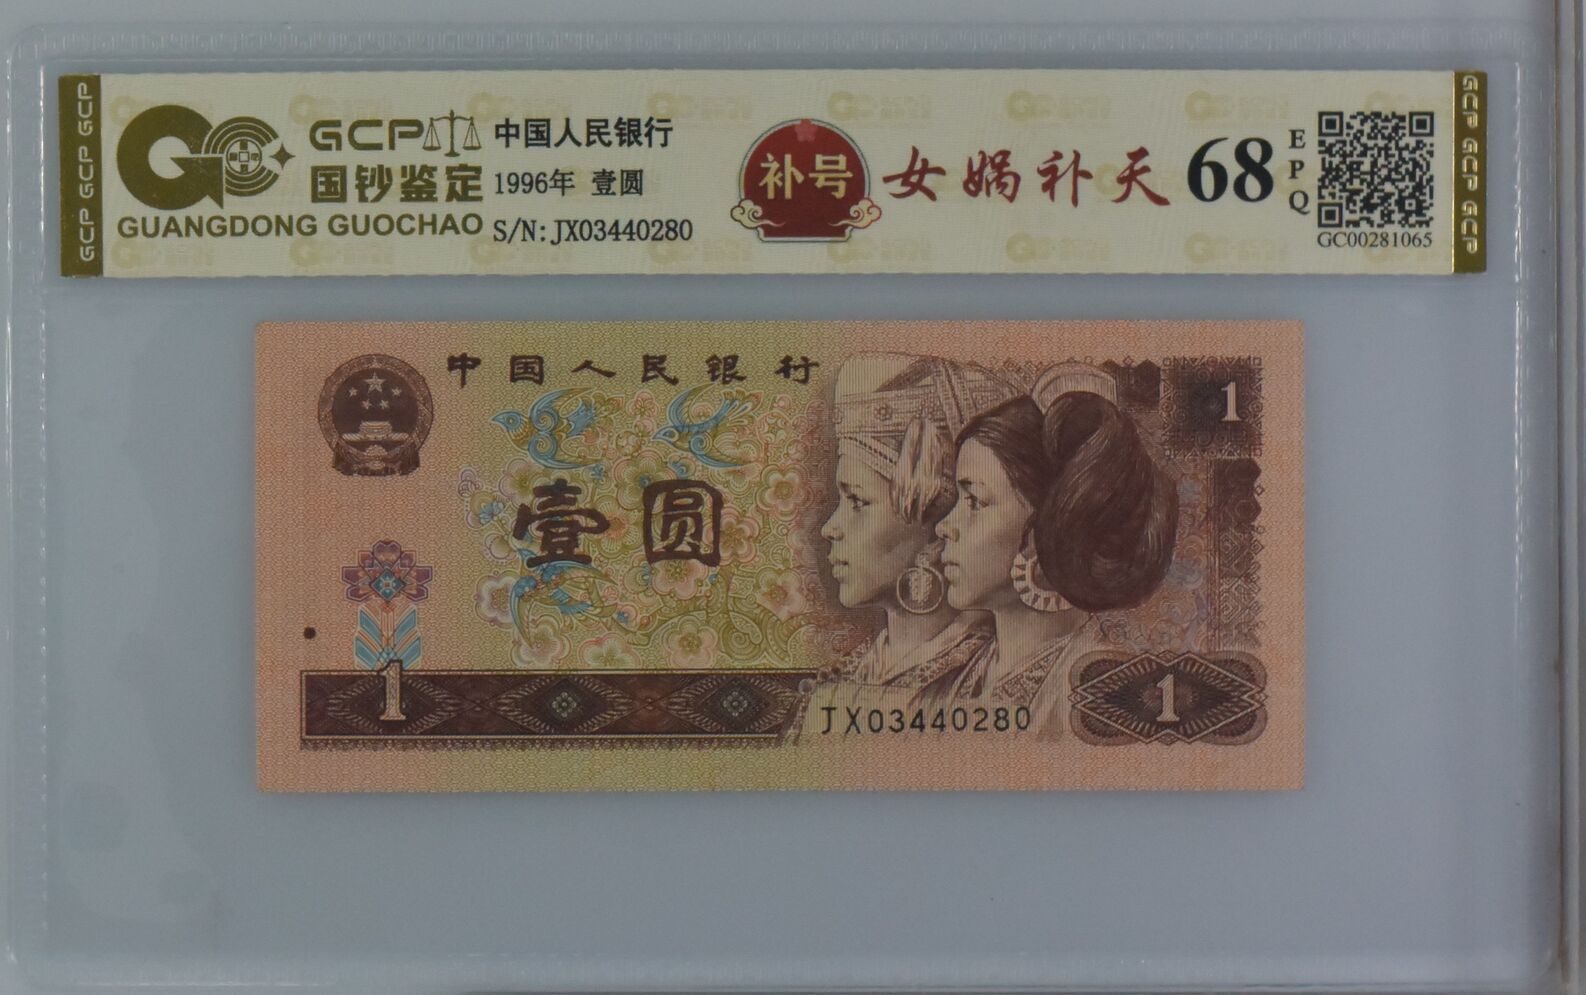 GCP GCP GCP
GCP
国钞鉴定
GUANGDONG GUOCHAO
中国人民银行
1996年 壹圆
S/N: JX03440280
补号
女娲补天
68
EPQ
GC00281065
GCP GCP GCP
中国人民银行
1
壹圆
1
JX03440280
1